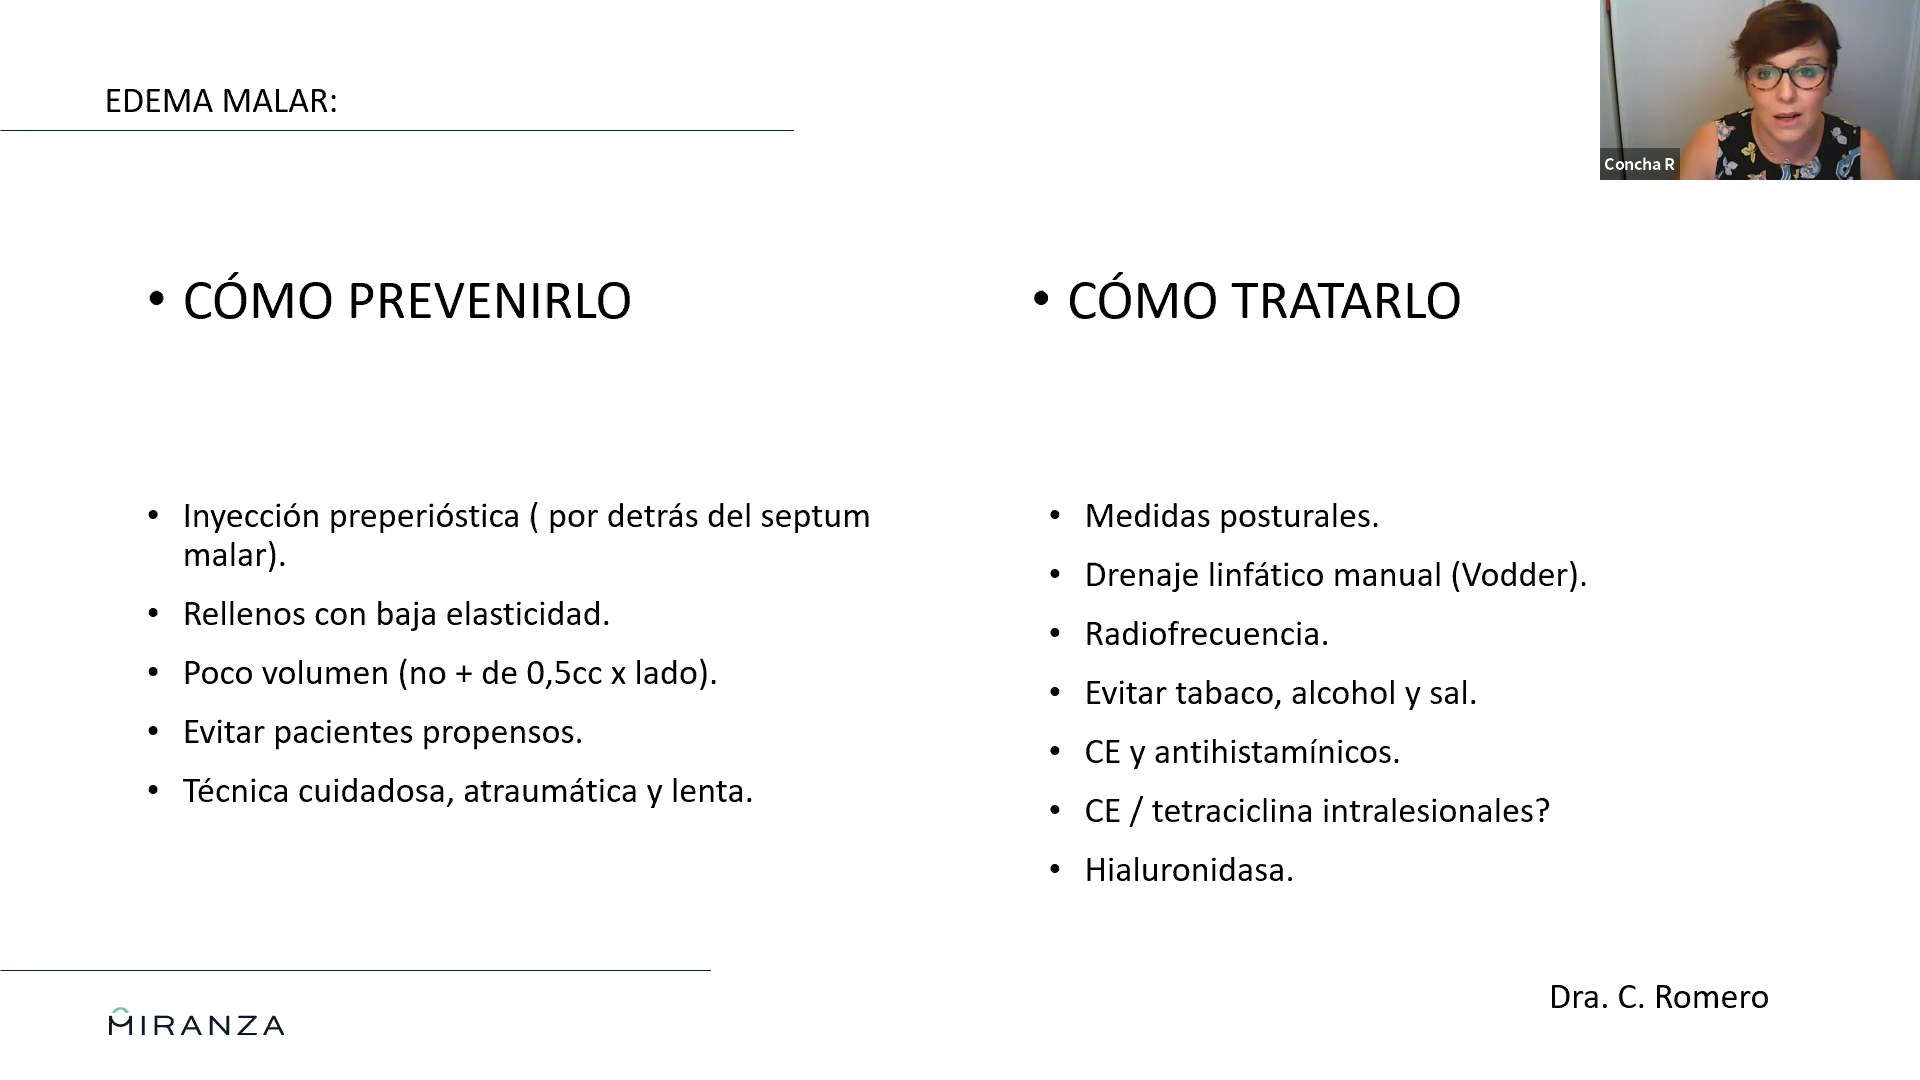 EDEMA MALAR:
Concha R
• CÓMO PREVENIRLO
• Inyección preperióstica ( por detrás del septum
malar).
• Rellenos con baja elasticidad.
• Poco volumen (no + de 0,5cc x lado).
• Evitar pacientes propensos.
• Técnica cuidadosa, atraumática y lenta.
• CÓMO TRATARLO
• Medidas posturales.
• Drenaje linfático manual (Vodder).
• Radiofrecuencia.
• Evitar tabaco, alcohol y sal.
• CE y antihistamínicos.
• CE / tetraciclina intralesionales?
• Hialuronidasa.
MIRANZA
Dra. C. Romero